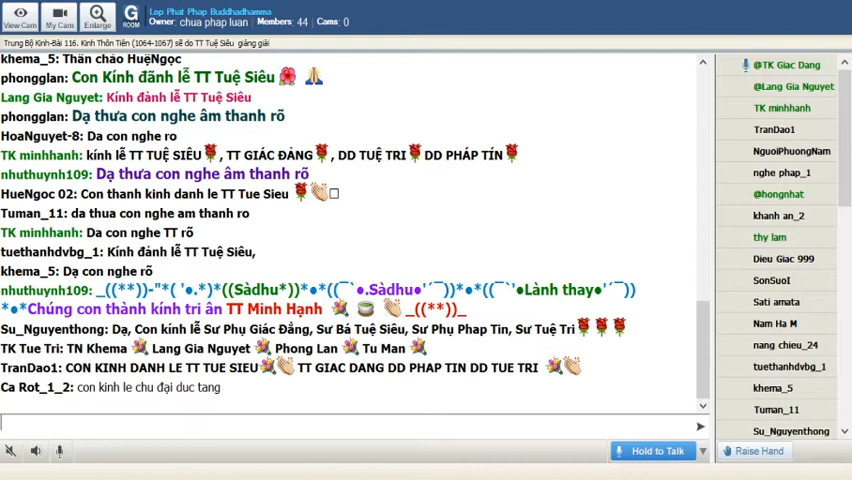 View Cam
My Cam
Enlarge
G
ROOM
Lop Phat Phap Buddhadhamma
Owner: chua phap luan / Members: 44 / Cams: 0
Trung Bộ Kinh-Bài 116. Kinh Thôn Tiên (1064-1067) sẽ do TT Tuệ Siêu giảng giải
khema_5: Thân chào HuệNgọc
phongglan: Con Kính đãnh lễ TT Tuệ Siêu
Lang Gia Nguyet: Kính đảnh lễ TT Tuệ Siêu
phongglan: Dạ thưa con nghe âm thanh rõ
HoaNguyet-8: Da con nghe ro
TK minhhanh: kính lễ TT TUỆ SIÊU, TT GIÁC ĐẲNG, DD TUỆ TRI DD PHÁP TÍN
nhuthuynh109: Dạ thưa con nghe âm thanh rõ
HueNgoc 02: Con thanh kinh danh le TT Tue Sieu
Tuman_11: da thua con nghe am thanh ro
TK minhhanh: Da con nghe TT rõ
tuethanhdvbg_1: Kính đảnh lễ TT Tuệ Siêu,
khema_5: Dạ con nghe rõ
nhuthuynh109: _((**))-"*( '●.*)*((Sàdhu*))*●*((¯`●.Sàdhu●'´¯))*●*((¯`'●Lành thay●'´¯))
*●*Chúng con thành kính tri ân TT Minh Hạnh _((**))_
Su_Nguyenthong: Dạ, Con kính lễ Sư Phụ Giác Đẳng, Sư Bá Tuệ Siêu, Sư Phụ Phap Tin, Sư Tuệ Tri
TK Tue Tri: TN Khema Lang Gia Nguyet Phong Lan Tu Man
TranDao1: CON KINH DANH LE TT TUE SIEU TT GIAC DANG DD PHAP TIN DD TUE TRI
Ca Rot_1_2: con kinh le chu đại duc tang
Hold to Talk
Raise Hand
@TK Giac Dang
@Lang Gia Nguyet
TK minhhanh
TranDao1
NguoiPhuongNam
nghe phap_1
@hongnhat
khanh an_2
thy lam
Dieu Giac 999
SonSuoI
Sati amata
Nam Ha M
nang chieu_24
tuethanhdvbg_1
khema_5
Tuman_11
Su_Nguyenthong